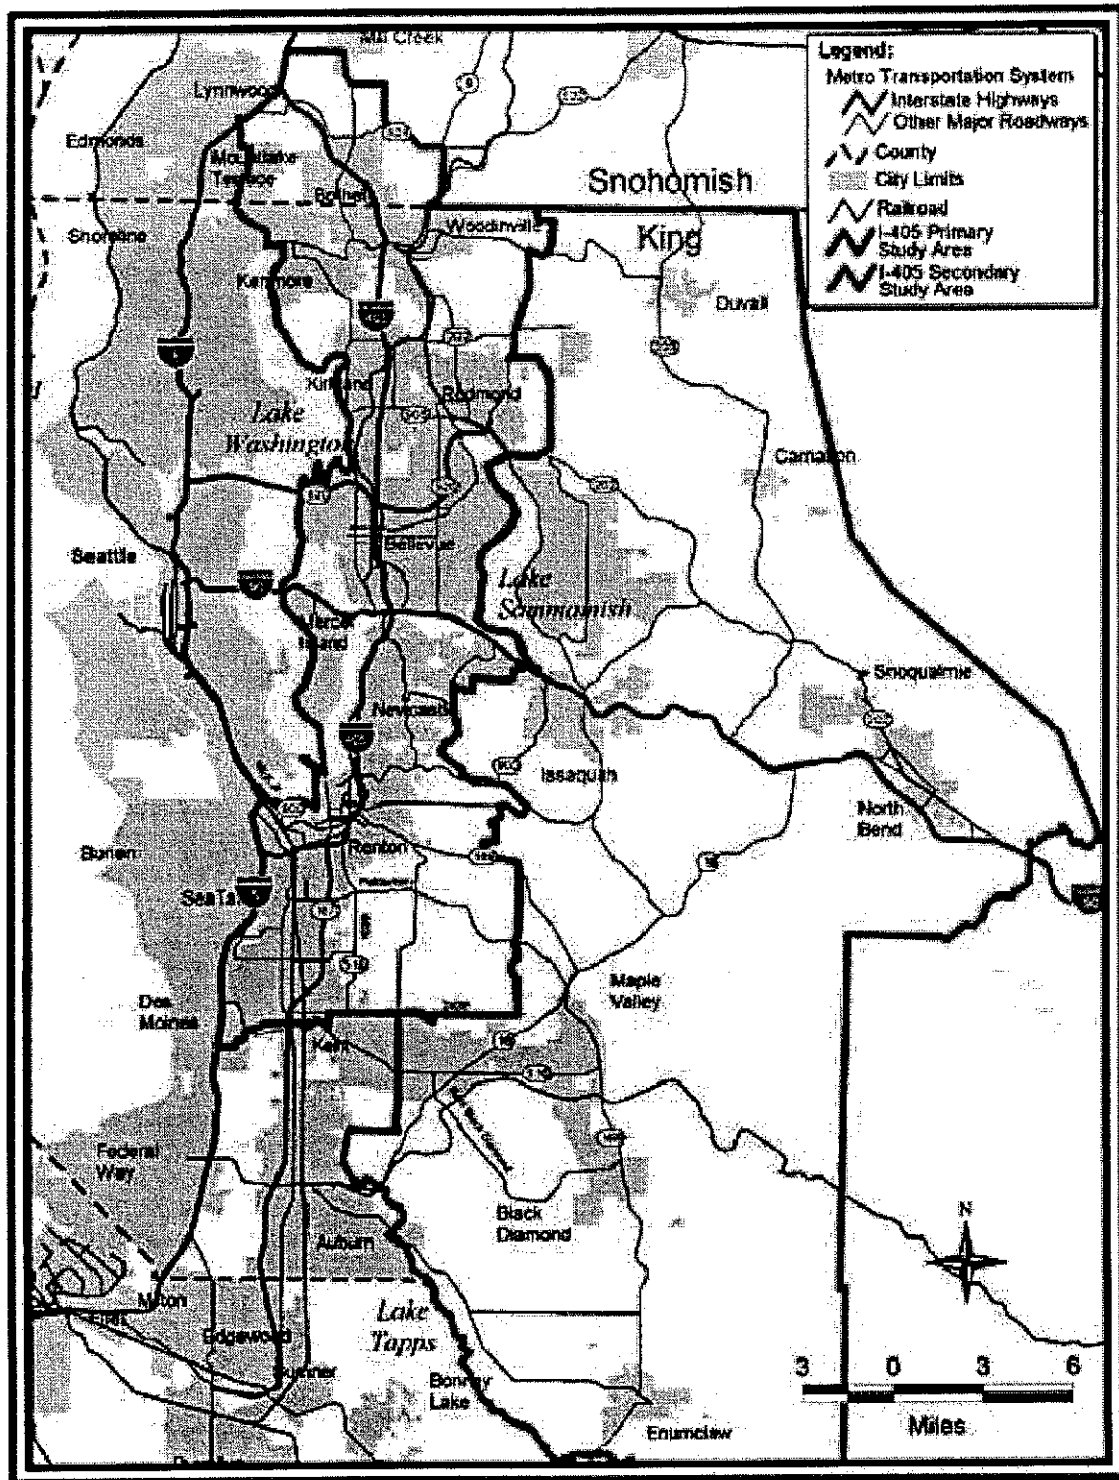 Mill Creek
Legend:
Metro Transportation System
Interstate Highways
Other Major Roadways
County
City Limits
Railroad
I-405 Primary
Study Area
I-405 Secondary
Study Area
Lynnwood
Edmonds
Mountlake
Terrace
Bothell
Snohomish
Shoreline
Woodinville
King
Kenmore
Duvall
Kirkland
Redmond
Lake
Washington
Carnation
Bellevue
Seattle
Lake
Sammamish
Mercer
Island
Snoqualmie
Newcastle
Issaquah
North
Bend
Burien
Renton
SeaTa
Maple
Valley
Des
Moines
Kent
Federal
Way
Black
Diamond
N
Auburn
Milton
Lake
Tapps
Edgewood
Sumner
Bonney
Lake
Enumclaw
3 0 3 6
Miles